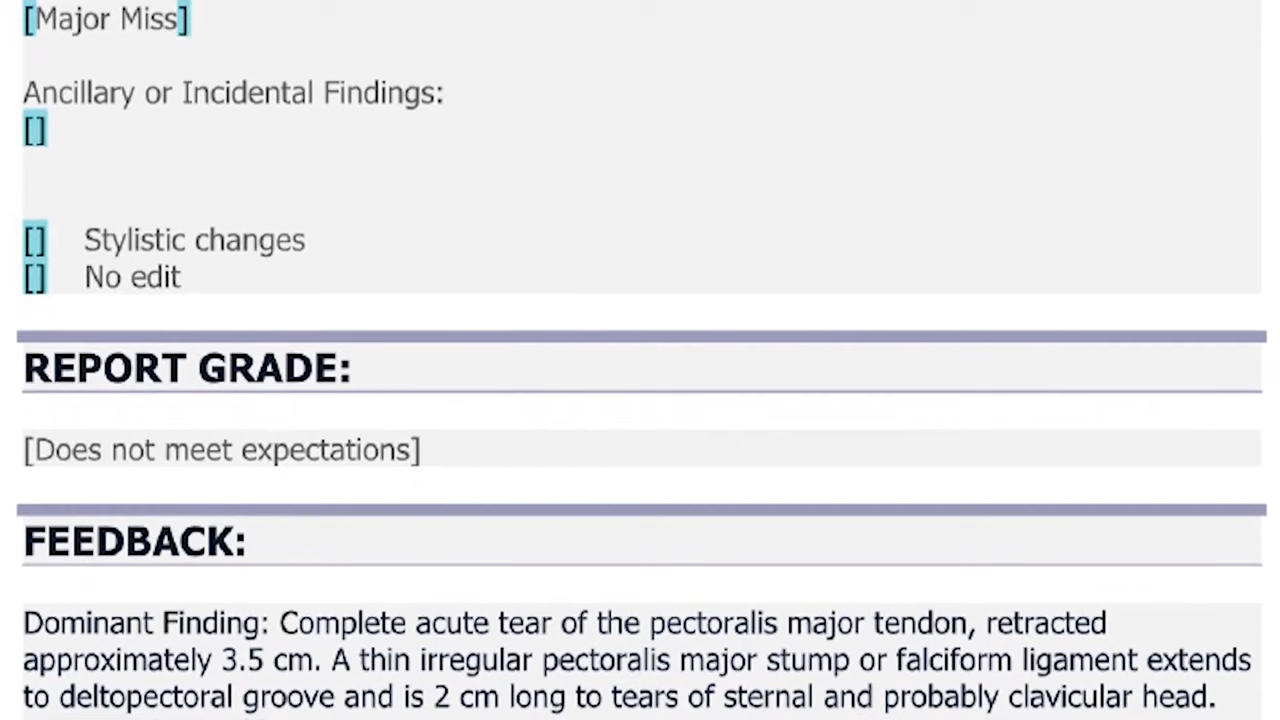 [Major Miss]
Ancillary or Incidental Findings:
[]
[] Stylistic changes
[] No edit
REPORT GRADE:
[Does not meet expectations]
FEEDBACK:
Dominant Finding: Complete acute tear of the pectoralis major tendon, retracted
approximately 3.5 cm. A thin irregular pectoralis major stump or falciform ligament extends
to deltopectoral groove and is 2 cm long to tears of sternal and probably clavicular head.